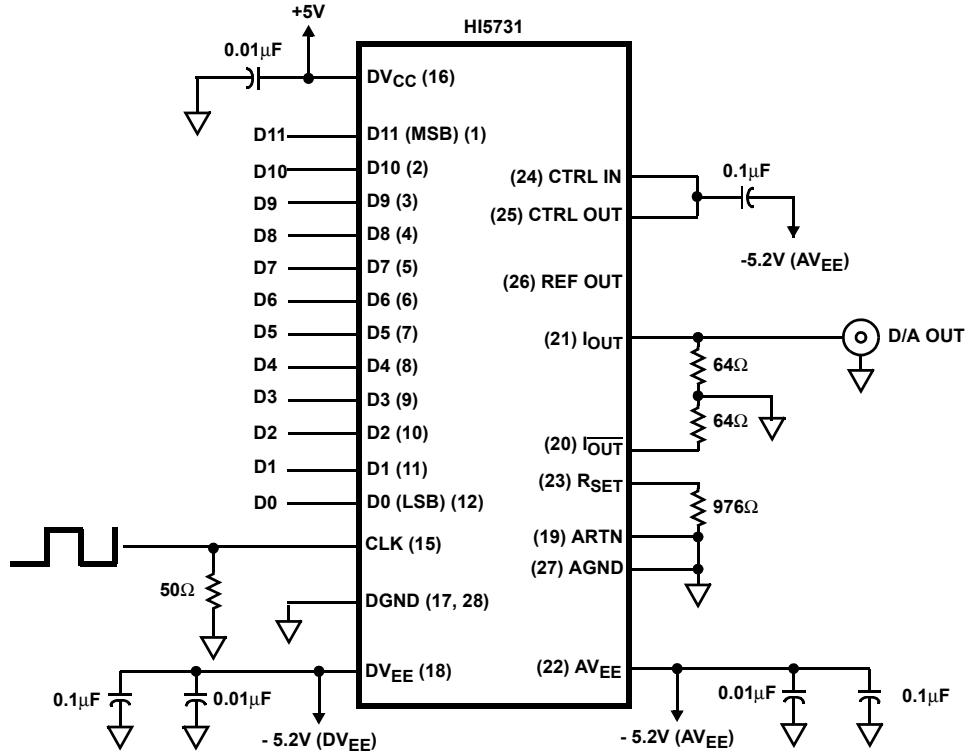 +5V
HI5731
0.01μF
DVCC (16)
D11
D11 (MSB) (1)
D10
D10 (2)
D9
D9 (3)
D8
D8 (4)
D7
D7 (5)
D6
D6 (6)
D5
D5 (7)
D4
D4 (8)
D3
D3 (9)
D2
D2 (10)
D1
D1 (11)
D0
D0 (LSB) (12)
CLK (15)
50Ω
DGND (17, 28)
DVEE (18)
0.1μF
0.01μF
- 5.2V (DVEE)
(24) CTRL IN
0.1μF
(25) CTRL OUT
-5.2V (AVEE)
(26) REF OUT
(21) IOUT
D/A OUT
64Ω
64Ω
(20) I̅O̅U̅T̅
(23) RSET
976Ω
(19) ARTN
(27) AGND
(22) AVEE
0.01μF
0.1μF
- 5.2V (AVEE)